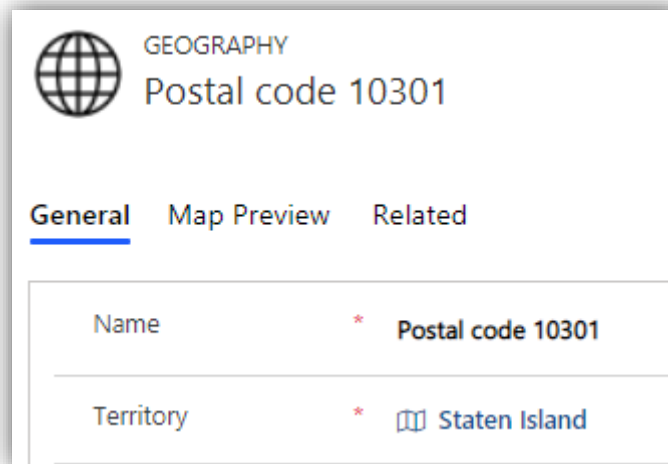 GEOGRAPHY
Postal code 10301
General Map Preview Related
Name * Postal code 10301
Territory * Staten Island